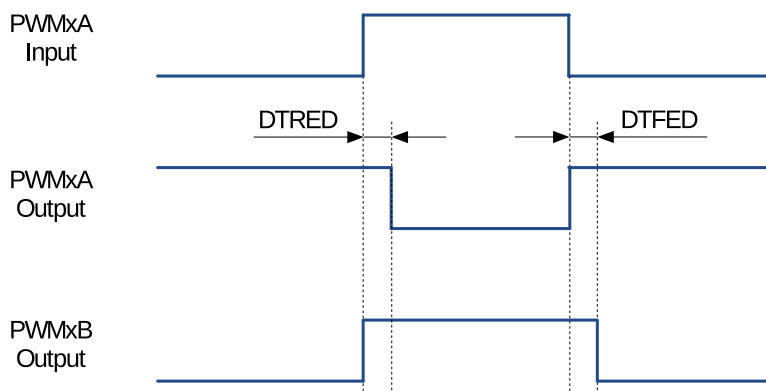 PWMxA
Input
DTRED
DTFED
PWMxA
Output
PWMxB
Output